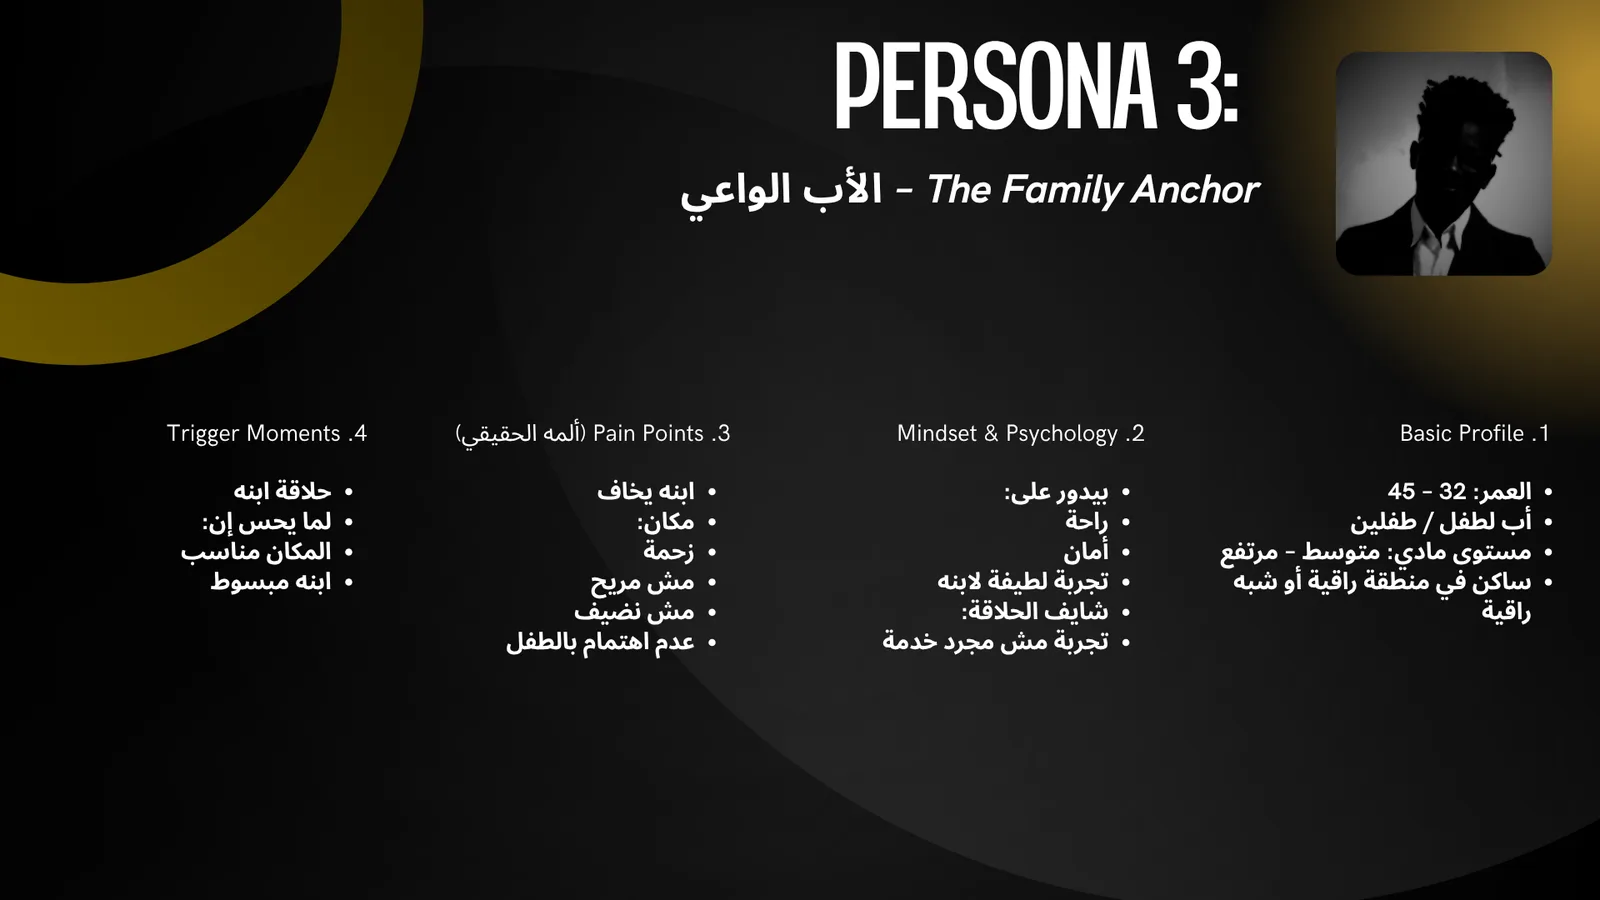 PERSONA 3:
الأب الواعي – The Family Anchor
1. Basic Profile
• العمر: 32 – 45
• أب لطفل / طفلين
• مستوى مادي: متوسط – مرتفع
• ساكن في منطقة راقية أو شبه
راقية
2. Mindset & Psychology
• بيدور على:
• راحة
• أمان
• تجربة لطيفة لابنه
• شايف الحلاقة:
• تجربة مش مجرد خدمة
3. Pain Points (ألمه الحقيقي)
• ابنه يخاف
• مكان:
• زحمة
• مش مريح
• مش نضيف
• عدم اهتمام بالطفل
4. Trigger Moments
• حلاقة ابنه
• لما يحس إن:
• المكان مناسب
• ابنه مبسوط